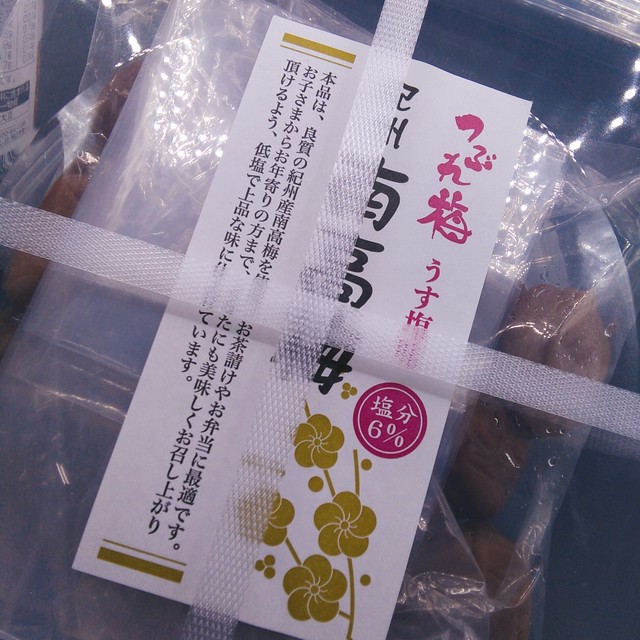 つぶれ梅 うす塩
紀州南高梅
塩分
6%
本品は、良質の紀州産南高梅を
お子さまからお年寄りの方まで、お茶請けやお弁当に最適です。
頂けるよう、低塩で上品な味に
にも美味しくお召し上がり
ています。